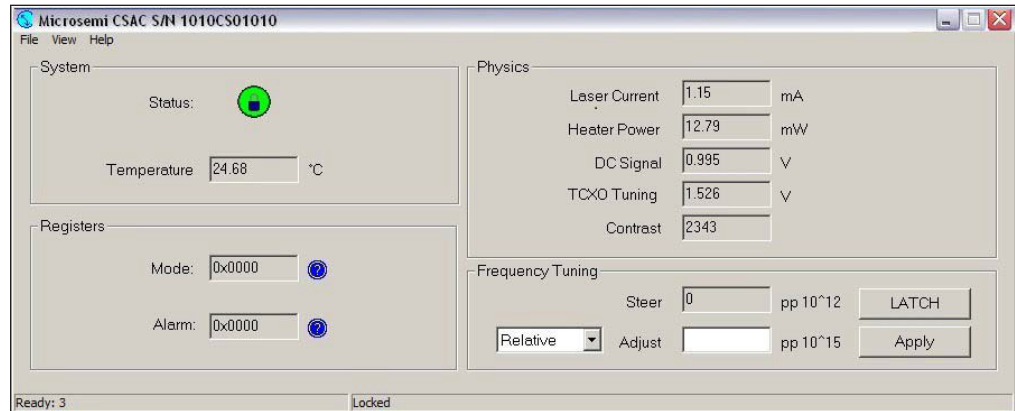 Microsemi CSAC S/N 1010CS01010
File View Help
System
Status:
Temperature 24.68 °C
Registers
Mode: 0x0000 ?
Alarm: 0x0000 ?
Physics
Laser Current 1.15 mA
Heater Power 12.79 mW
DC Signal 0.995 V
TCXO Tuning 1.526 V
Contrast 2343
Frequency Tuning
Steer 0 pp 10^12 LATCH
Relative Adjust pp 10^15 Apply
Ready: 3 Locked